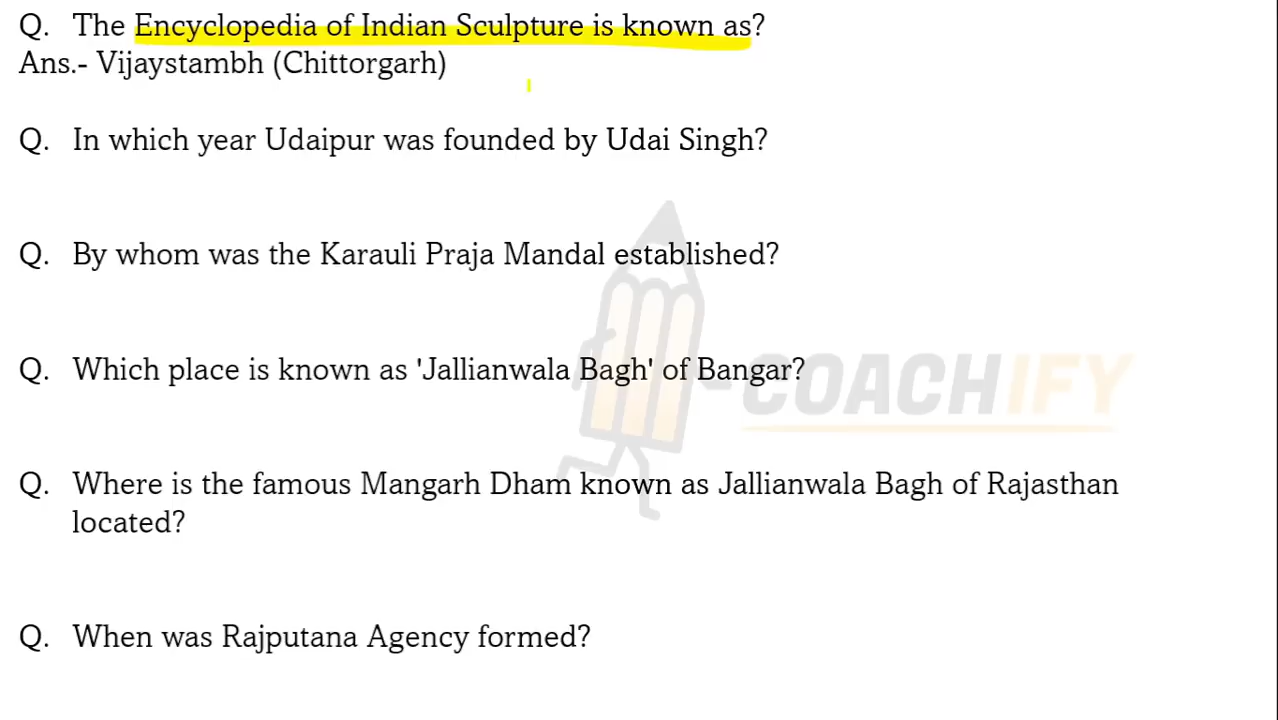 Q. The Encyclopedia of Indian Sculpture is known as?
Ans.- Vijaystambh (Chittorgarh)
Q. In which year Udaipur was founded by Udai Singh?
Q. By whom was the Karauli Praja Mandal established?
Q. Which place is known as 'Jallianwala Bagh' of Bangar?
-COACHIFY
Q. Where is the famous Mangarh Dham known as Jallianwala Bagh of Rajasthan
located?
Q. When was Rajputana Agency formed?